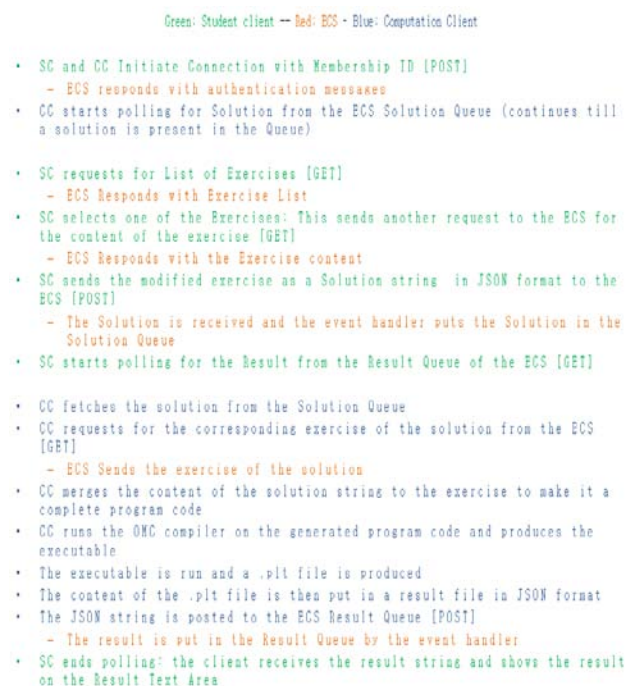 Green: Student client -- Red: ECS - Blue: Computation Client
• SC and CC Initiate Connection with Membership ID [POST]
– ECS responds with authentication messages
• CC starts polling for Solution from the ECS Solution Queue (continues till
a solution is present in the Queue)
• SC requests for List of Exercises [GET]
– ECS Responds with Exercise List
• SC selects one of the Exercises: This sends another request to the ECS for
the content of the exercise [GET]
– ECS Responds with the Exercise content
• SC sends the modified exercise as a Solution string in JSON format to the
ECS [POST]
– The Solution is received and the event handler puts the Solution in the
Solution Queue
• SC starts polling for the Result from the Result Queue of the ECS [GET]
• CC fetches the solution from the Solution Queue
• CC requests for the corresponding exercise of the solution from the ECS
[GET]
– ECS Sends the exercise of the solution
• CC merges the content of the solution string to the exercise to make it a
complete program code
• CC runs the OMC compiler on the generated program code and produces the
executable
• The executable is run and a .plt file is produced
• The content of the .plt file is then put in a result file in JSON format
• The JSON string is posted to the ECS Result Queue [POST]
– The result is put in the Result Queue by the event handler
• SC ends polling: the client receives the result string and shows the result
on the Result Text Area